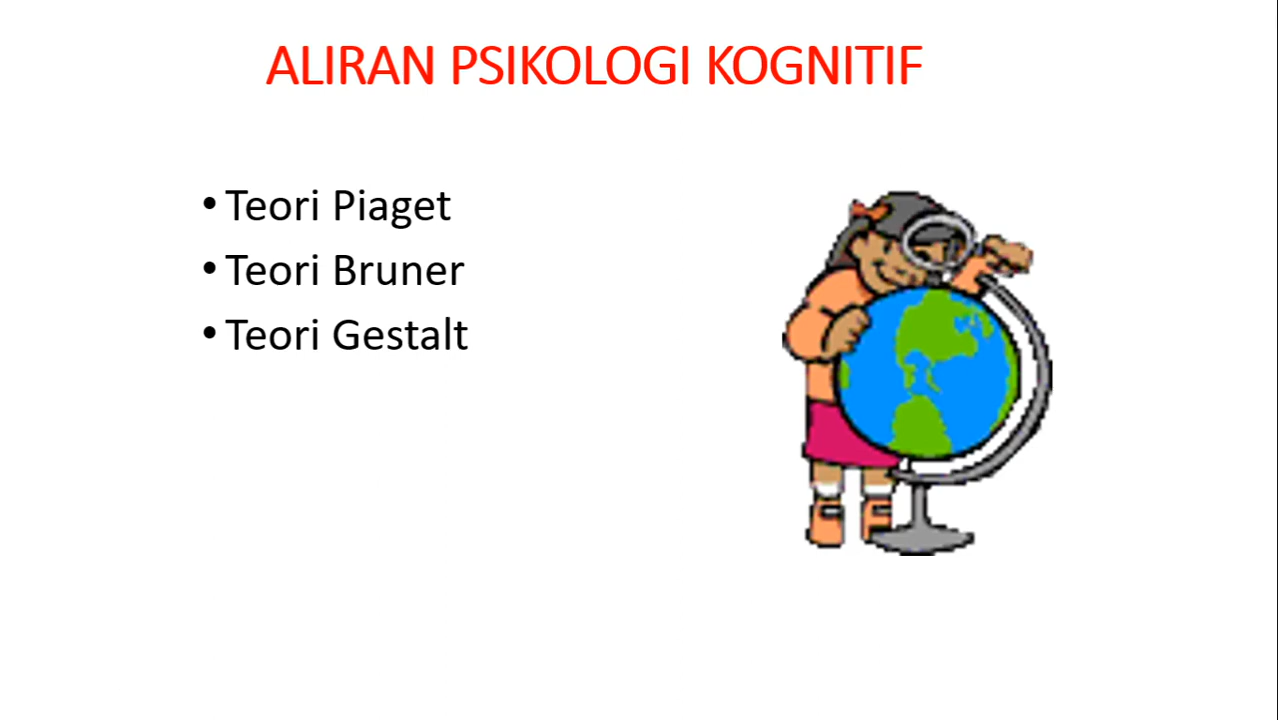 ALIRAN PSIKOLOGI KOGNITIF
• Teori Piaget
• Teori Bruner
• Teori Gestalt